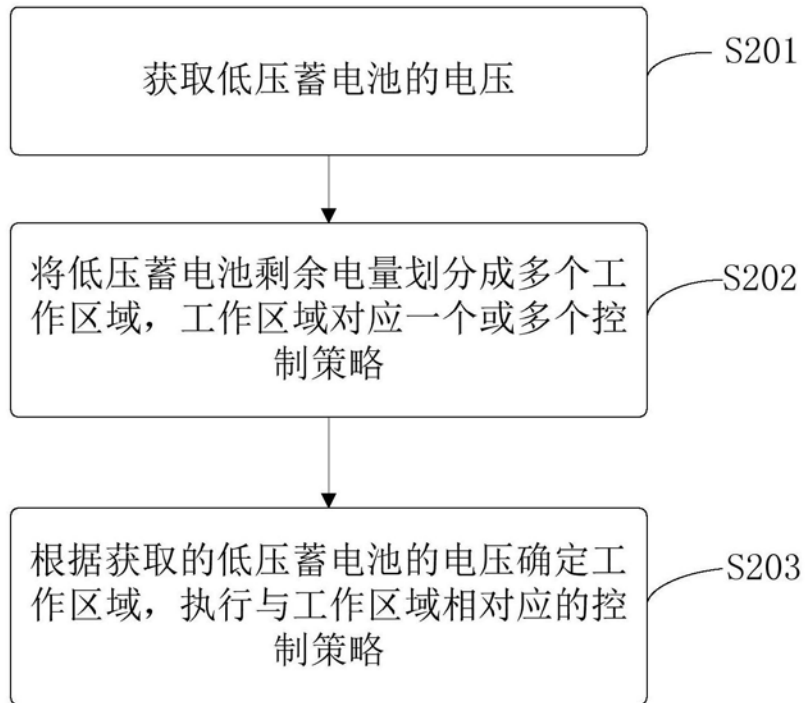 获取低压蓄电池的电压
S201
将低压蓄电池剩余电量划分成多个工
作区域，工作区域对应一个或多个控
制策略
S202
根据获取的低压蓄电池的电压确定工
作区域，执行与工作区域相对应的控
制策略
S203